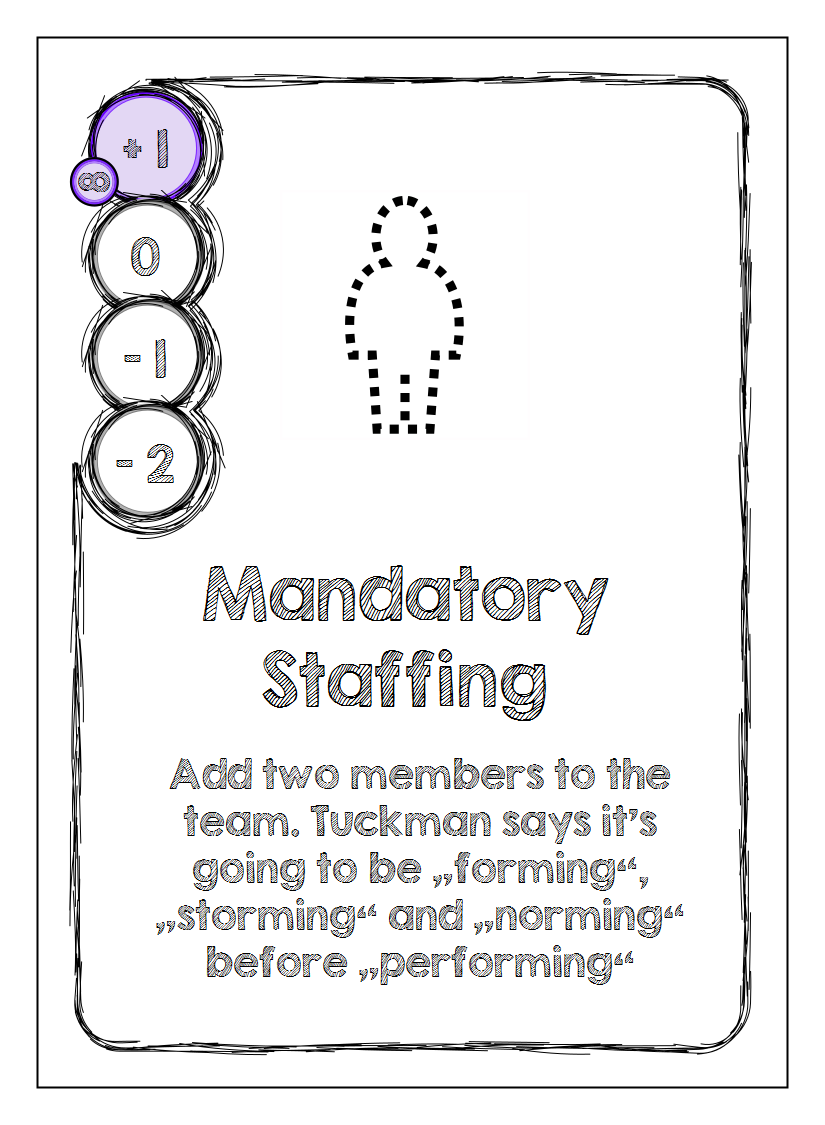 +1
8
0
-1
-2
Mandatory
Staffing
Add two members to the
team. Tuckman says it's
going to be „forming“,
„storming“ and „norming“
before „performing“